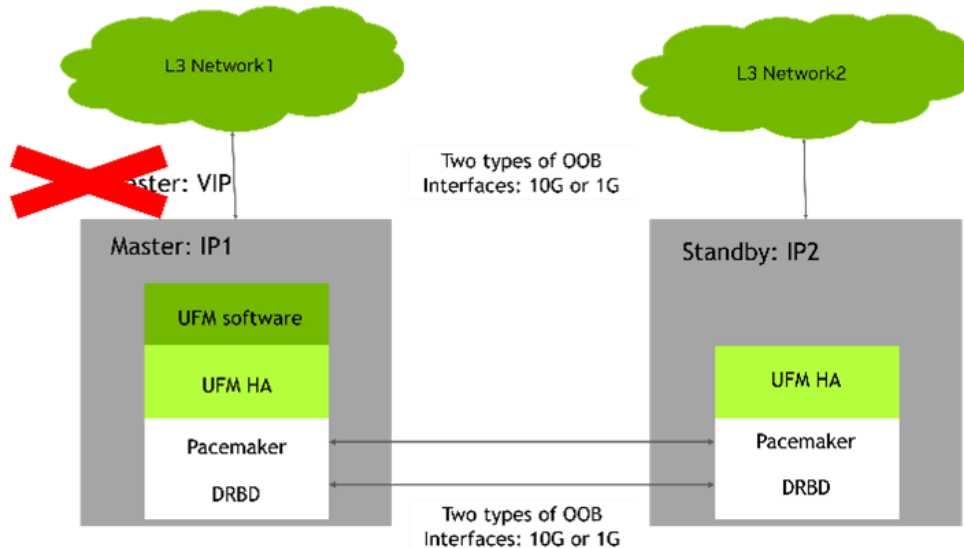 L3 Network1
L3 Network2
Two types of OOB
Interfaces: 10G or 1G
VIP
Master: IP1
Standby: IP2
UFM software
UFM HA
UFM HA
Pacemaker
Pacemaker
DRBD
DRBD
Two types of OOB
Interfaces: 10G or 1G